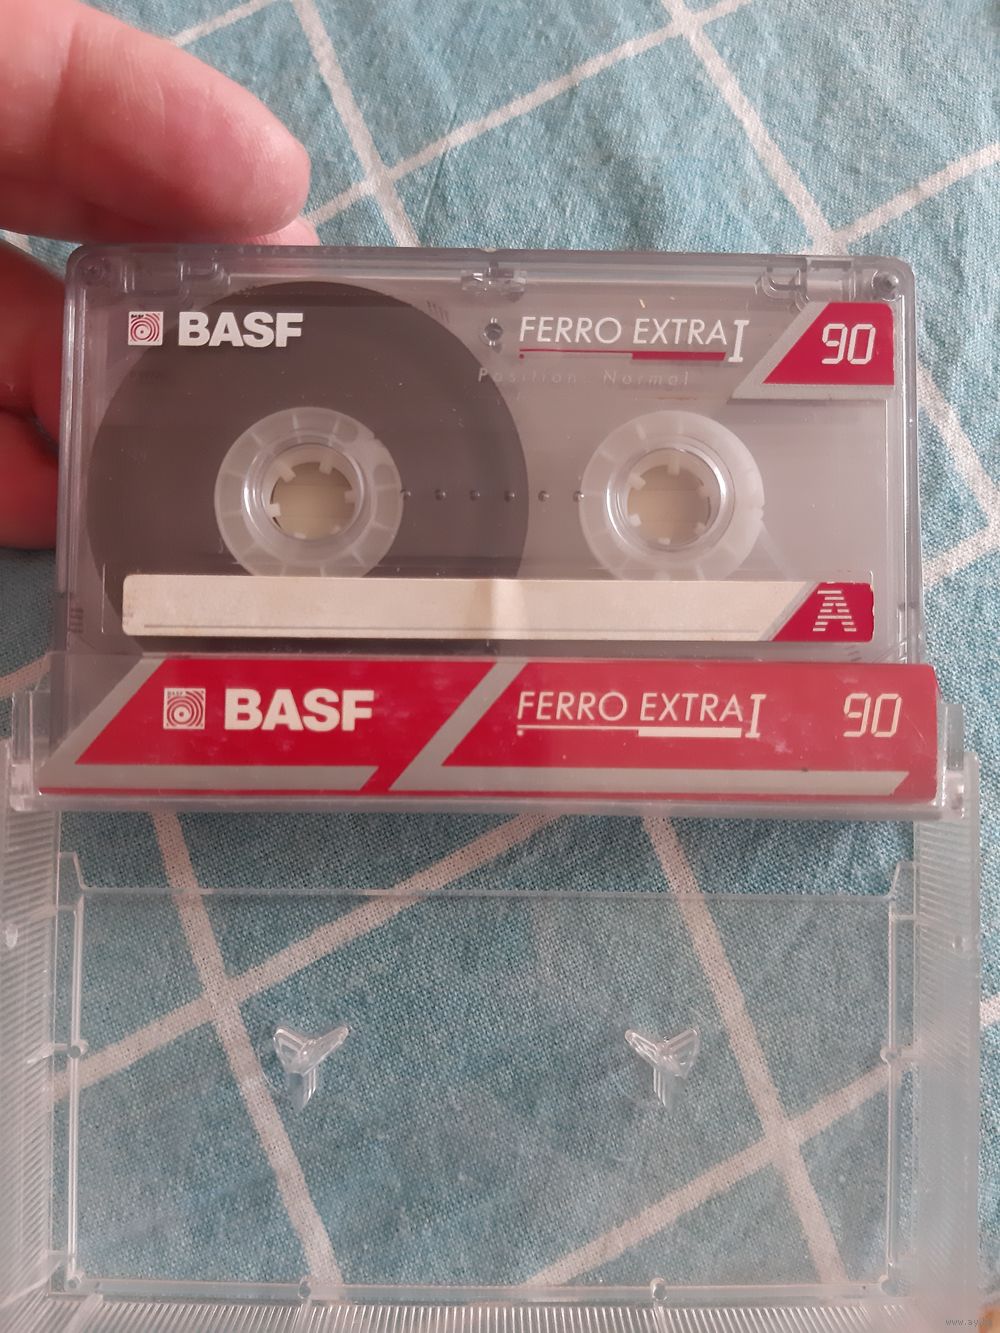 BASF
FERRO EXTRA I
90
Position: Normal
A
BASF
FERRO EXTRA I
90